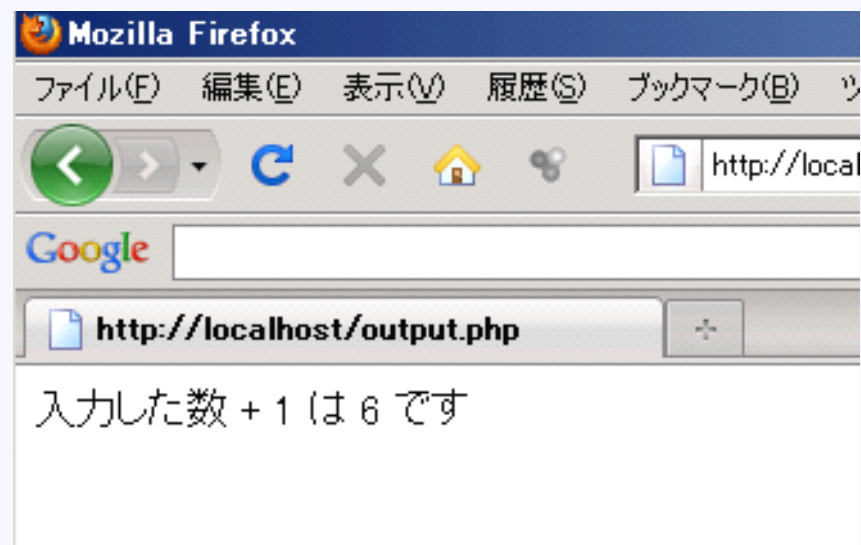 Mozilla Firefox
ファイル(F) 編集(E) 表示(V) 履歴(S) ブックマーク(B) ツ
http://local
Google
http://localhost/output.php
入力した数 + 1 は 6 です